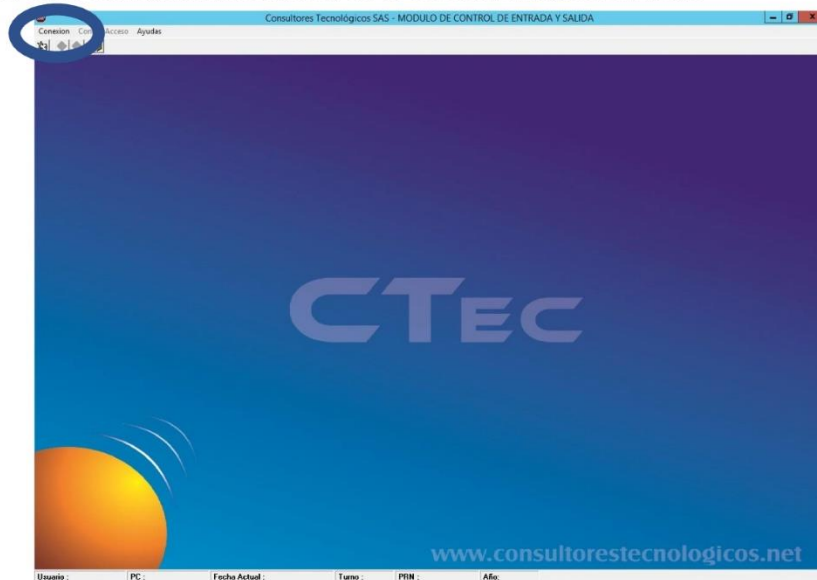 Consultores Tecnológicos SAS - MODULO DE CONTROL DE ENTRADA Y SALIDA
Conexion Acceso Ayudas
CTEC
www.consultorestecnologicos.net
Usuario : PC : Fecha Actual : Turno : PRN : Año: